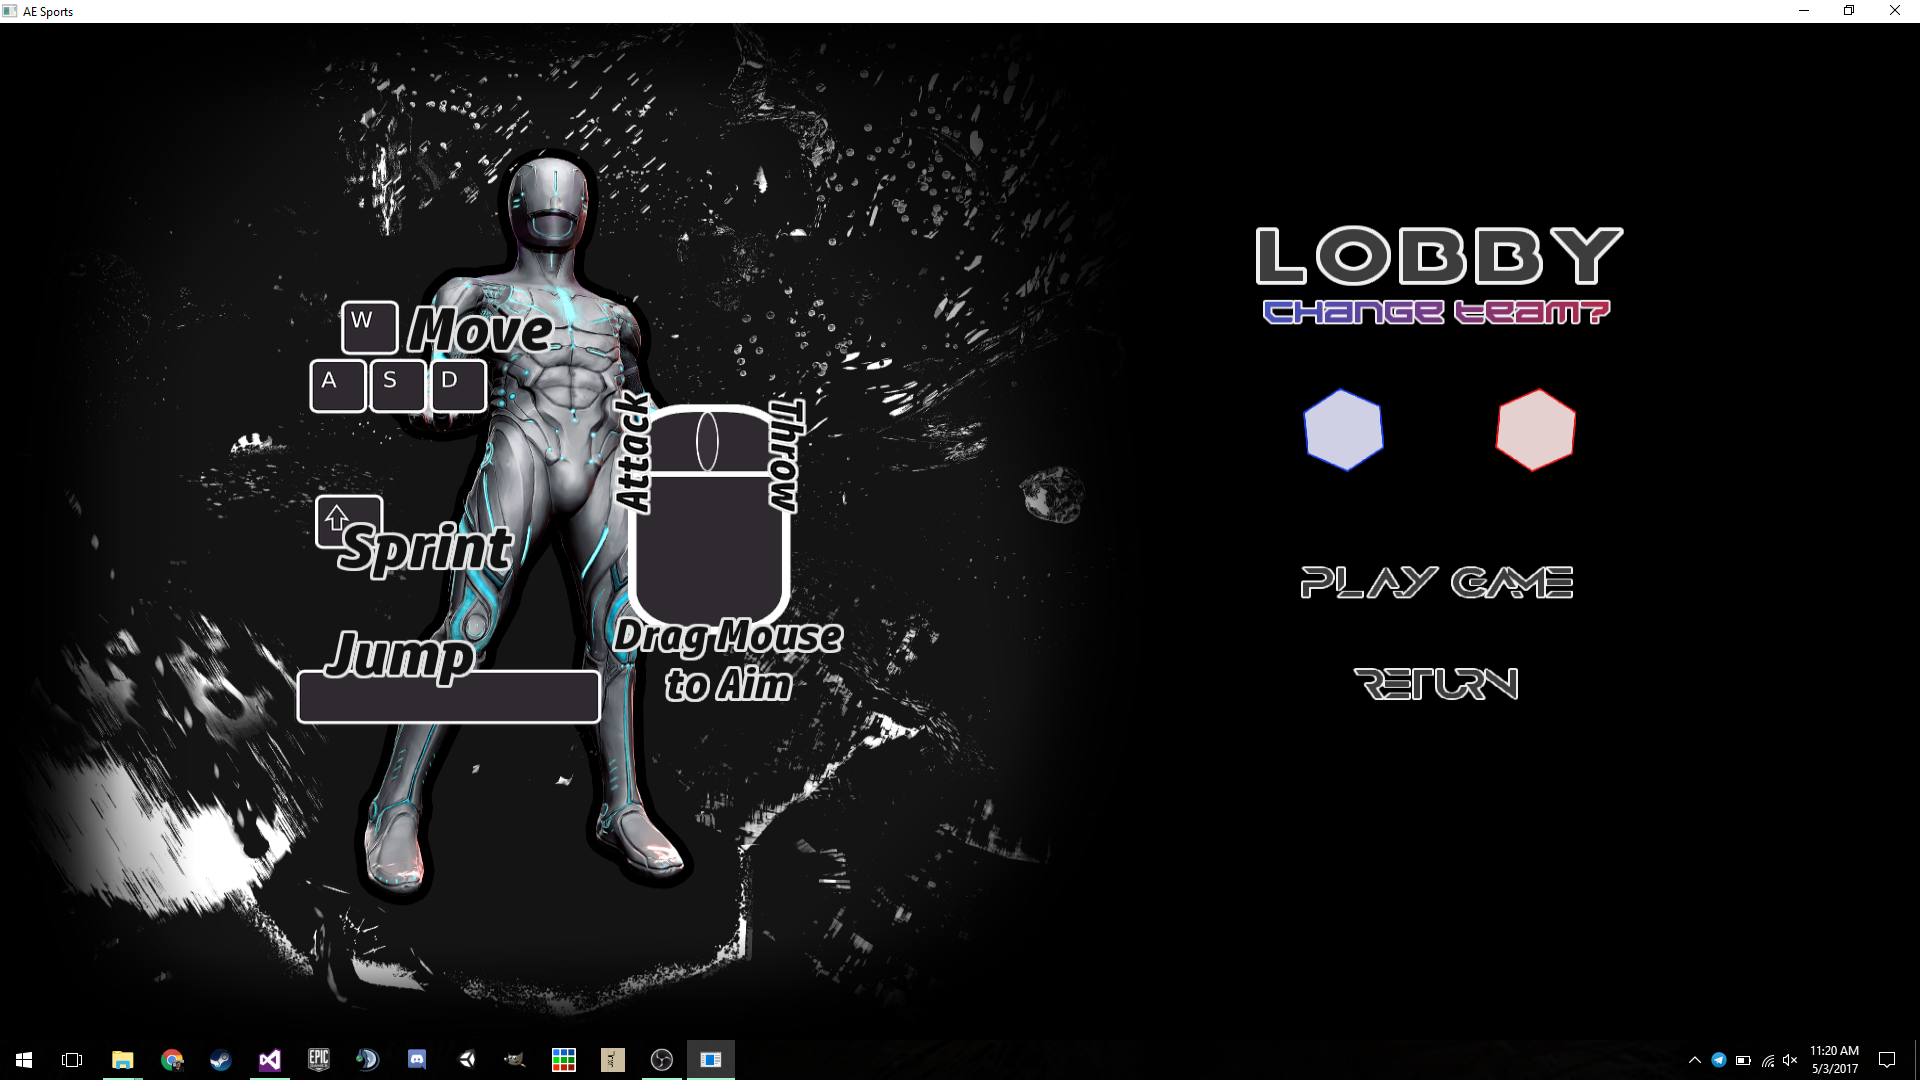 AE Sports
LOBBY
CHANGE TEAM?
W
Move
A S D
Attack
Throw
Sprint
PLAY GAME
Drag Mouse
to Aim
Jump
RETURN
EPIC
GAMES
11:20 AM
5/3/2017